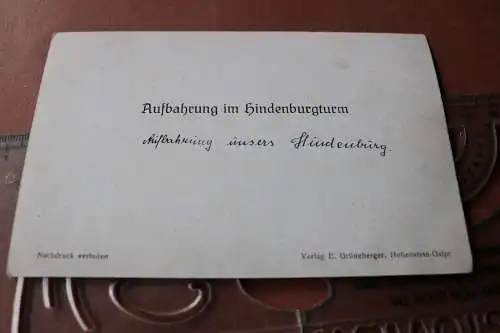 Aufbahrung im Hindenburgturm
Aufbahrung unsers Hindenburg.
Nachdruck verboten
Verlag E. Grüneberger, Hohenstein-Ostpr